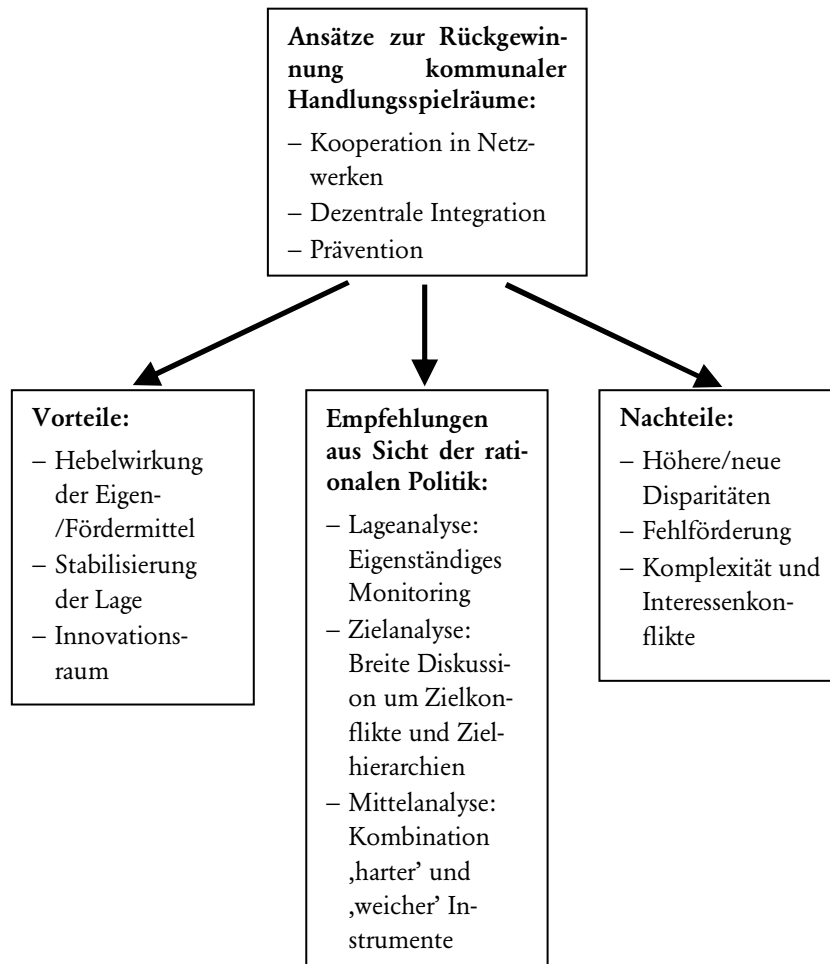 Ansätze zur Rückgewin-
nung kommunaler
Handlungsspielräume:
– Kooperation in Netz-
werken
– Dezentrale Integration
– Prävention
Vorteile:
– Hebelwirkung
der Eigen-
/Fördermittel
– Stabilisierung
der Lage
– Innovations-
raum
Empfehlungen
aus Sicht der rati-
onalen Politik:
– Lageanalyse:
Eigenständiges
Monitoring
– Zielanalyse:
Breite Diskussi-
on um Zielkon-
flikte und Ziel-
hierarchien
– Mittelanalyse:
Kombination
‚harter’ und
‚weicher’ In-
strumente
Nachteile:
– Höhere/neue
Disparitäten
– Fehlförderung
– Komplexität und
Interessenkon-
flikte